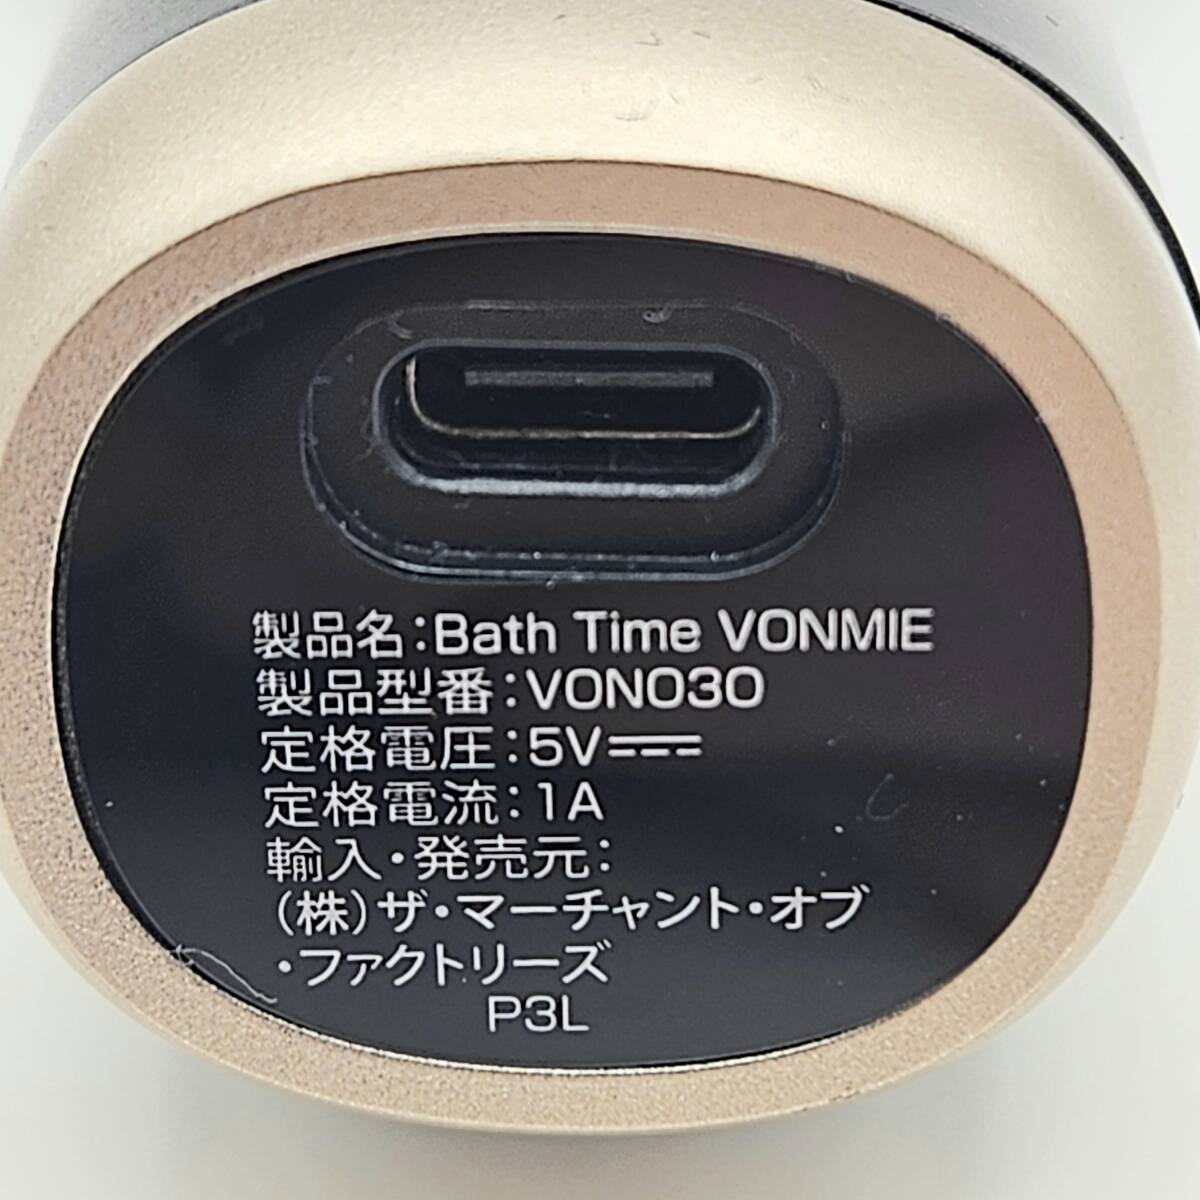 製品名:Bath Time VONMIE
製品型番:VON030
定格電圧:5V⎓
定格電流:1A
輸入・発売元:
(株)ザ・マーチャント・オブ
・ファクトリーズ
P3L